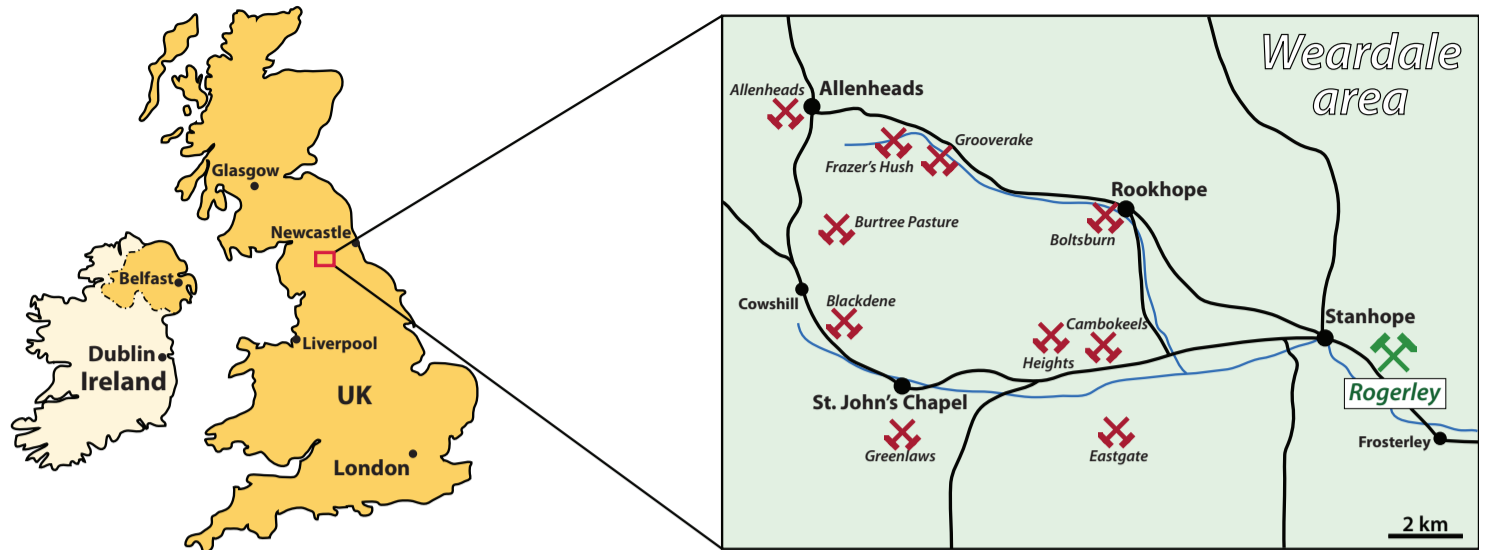 Glasgow
Newcastle
Belfast
Dublin
Ireland
Liverpool
UK
London
Weardale
area
Allenheads
Allenheads
Grooverake
Frazer's Hush
Rookhope
Burtree Pasture
Boltsburn
Cowshill
Blackdene
Stanhope
Cambokeels
Heights
Rogerley
St. John's Chapel
Greenlaws
Eastgate
Frosterley
2 km